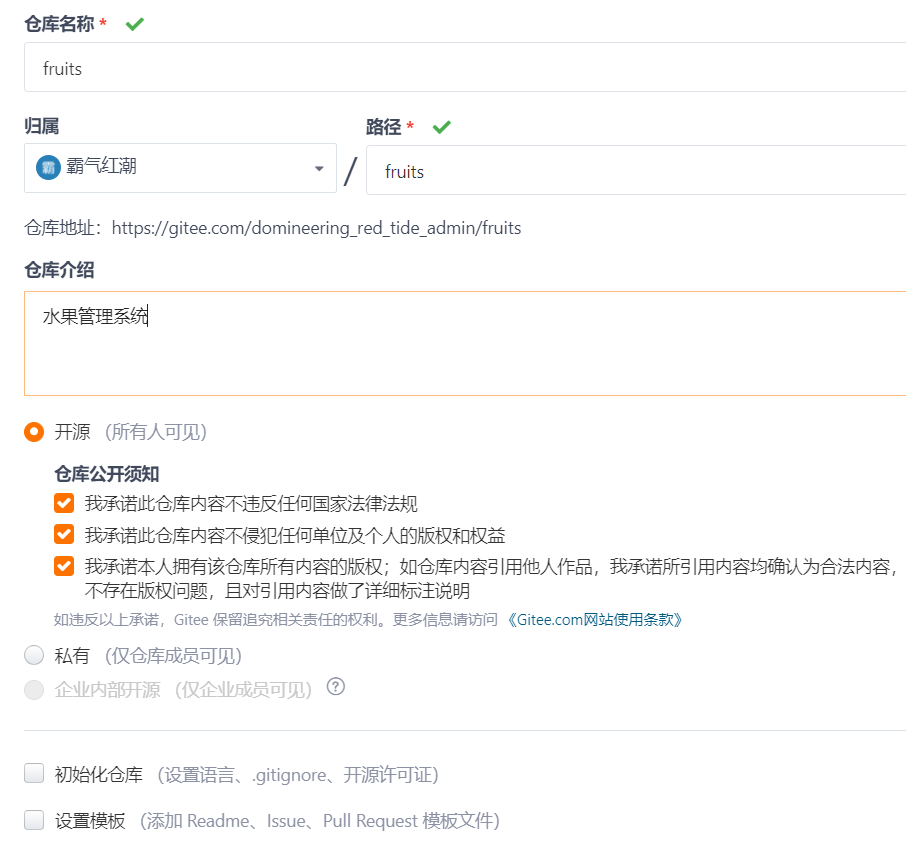 仓库名称 *
fruits
归属
路径 *
霸 霸气红潮 / fruits
仓库地址：https://gitee.com/domineering_red_tide_admin/fruits
仓库介绍
水果管理系统
开源 （所有人可见）
仓库公开须知
我承诺此仓库内容不违反任何国家法律法规
我承诺此仓库内容不侵犯任何单位及个人的版权和权益
我承诺本人拥有该仓库所有内容的版权；如仓库内容引用他人作品，我承诺所引用内容均确认为合法内容，
不存在版权问题，且对引用内容做了详细标注说明
如违反以上承诺，Gitee 保留追究相关责任的权利。更多信息请访问 《Gitee.com网站使用条款》
私有 （仅仓库成员可见）
企业内部开源 （仅企业成员可见） ?
初始化仓库 （设置语言、.gitignore、开源许可证）
设置模板 （添加 Readme、Issue、Pull Request 模板文件）